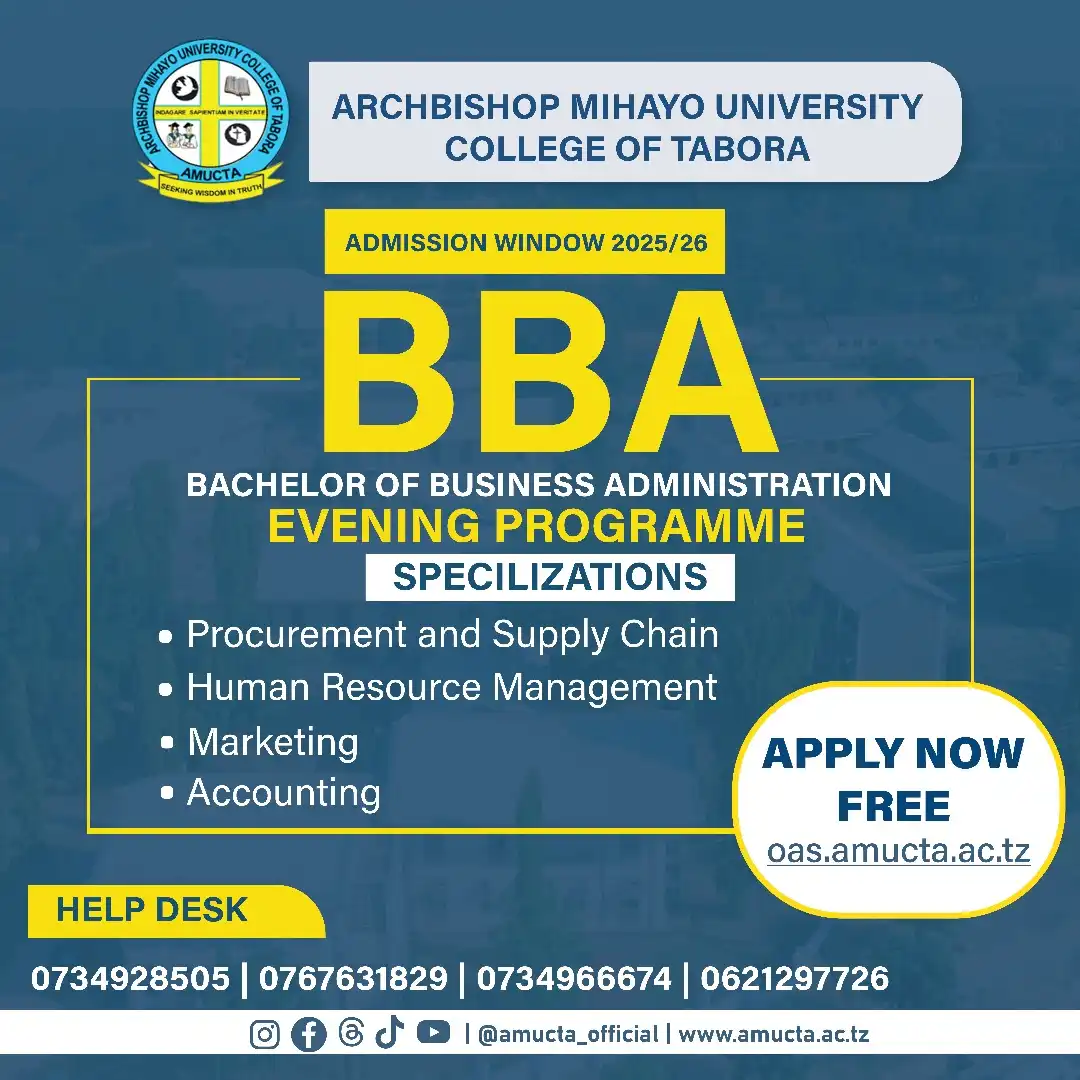 ARCHBISHOP MIHAYO UNIVERSITY COLLEGE OF TABORA
INDAGARE SAPIENTIAM IN VERITATE
AMUCTA
SEEKING WISDOM IN TRUTH
ARCHBISHOP MIHAYO UNIVERSITY
COLLEGE OF TABORA
ADMISSION WINDOW 2025/26
BBA
BACHELOR OF BUSINESS ADMINISTRATION
EVENING PROGRAMME
SPECILIZATIONS
• Procurement and Supply Chain
• Human Resource Management
• Marketing
• Accounting
APPLY NOW
FREE
oas.amucta.ac.tz
HELP DESK
0734928505 | 0767631829 | 0734966674 | 0621297726
| @amucta_official | www.amucta.ac.tz